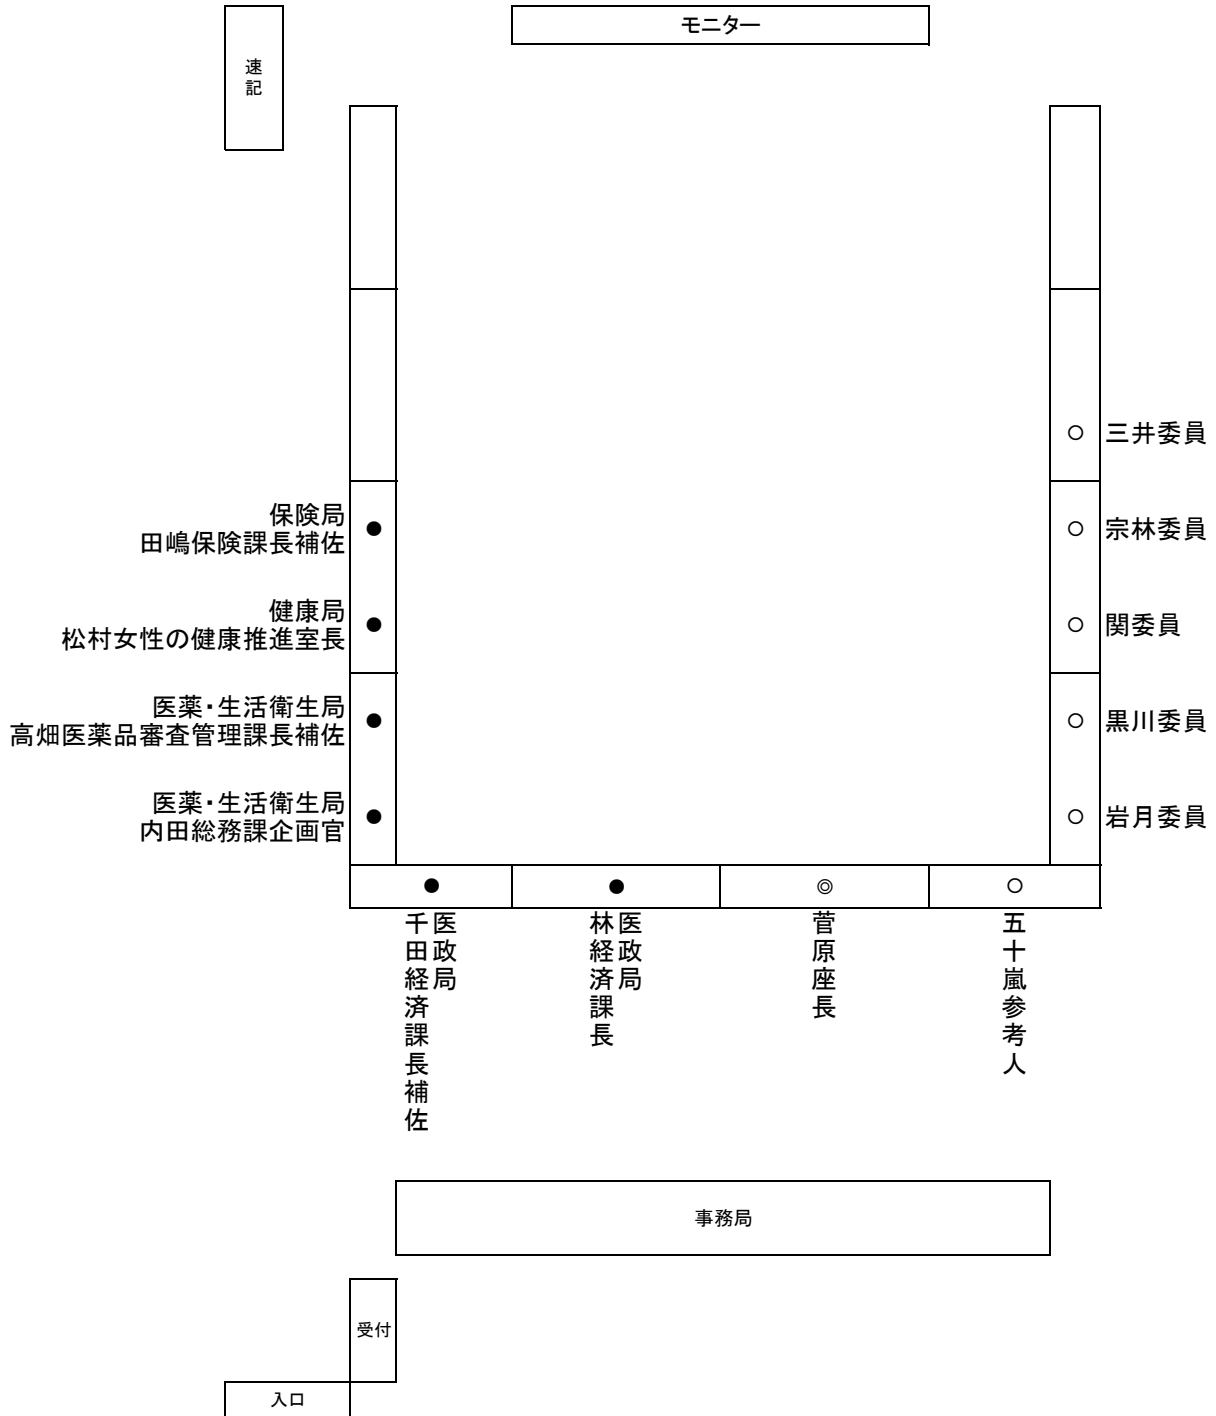 モニター
速記
○ 三井委員
保険局
田嶋保険課長補佐 ●
○ 宗林委員
健康局
松村女性の健康推進室長 ●
○ 関委員
医薬・生活衛生局
高畑医薬品審査管理課長補佐 ●
○ 黒川委員
医薬・生活衛生局
内田総務課企画官 ●
○ 岩月委員
● ● ◎ ○
医政局
千田経済課長補佐
医政局
林経済課長
菅原座長
五十嵐参考人
事務局
受付
入口